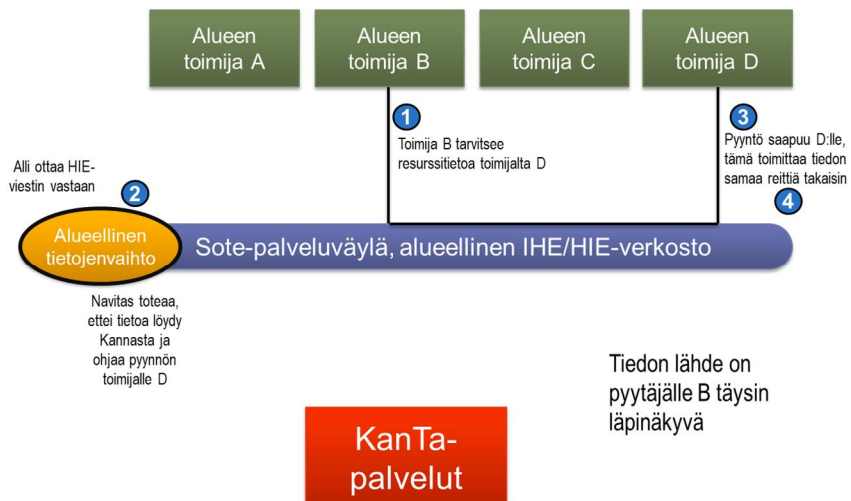 Alueen
toimija A
Alueen
toimija B
Alueen
toimija C
Alueen
toimija D
1
Toimija B tarvitsee
resurssitietoa toimijalta D
3
Pyyntö saapuu D:lle,
tämä toimittaa tiedon
samaa reittiä takaisin
4
Alli ottaa HIE-
viestin vastaan
2
Alueellinen
tietojenvaihto
Sote-palveluväylä, alueellinen IHE/HIE-verkosto
Navitas toteaa,
ettei tietoa löydy
Kannasta ja
ohjaa pyynnön
toimijalle D
Tiedon lähde on
pyytäjälle B täysin
läpinäkyvä
KanTa-
palvelut